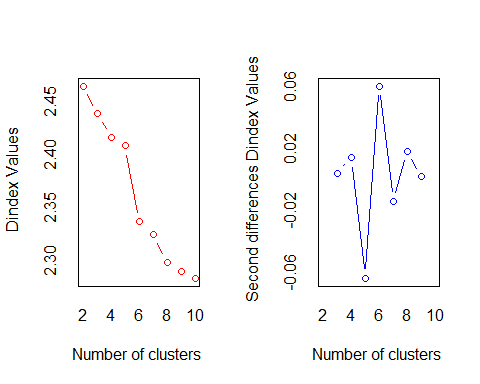 Dindex Values
2.45
2.40
2.35
2.30
2 4 6 8 10
Number of clusters
Second differences Dindex Values
0.06
0.02
-0.02
-0.06
2 4 6 8 10
Number of clusters